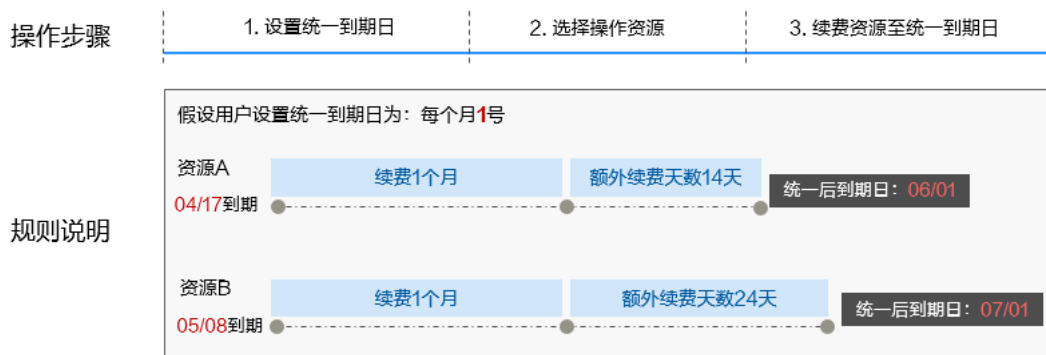 操作步骤
1. 设置统一到期日
2. 选择操作资源
3. 续费资源至统一到期日
规则说明
假设用户设置统一到期日为：每个月1号
资源A
续费1个月
额外续费天数14天
04/17到期
统一后到期日：06/01
资源B
续费1个月
额外续费天数24天
05/08到期
统一后到期日：07/01